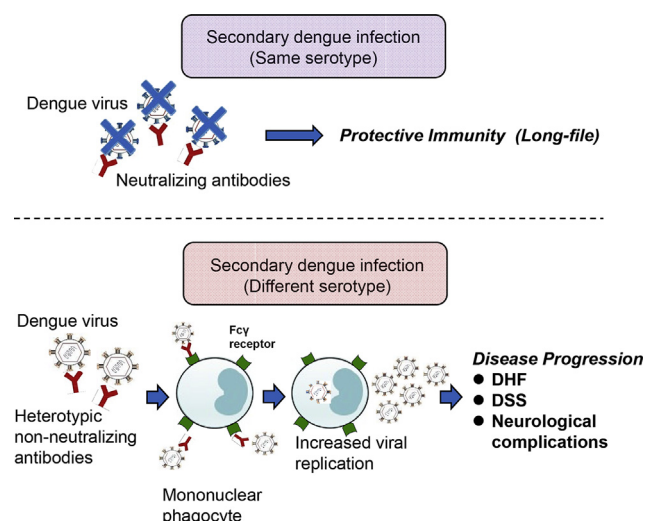 Secondary dengue infection
(Same serotype)
Dengue virus
Neutralizing antibodies
Protective Immunity (Long-file)
Secondary dengue infection
(Different serotype)
Dengue virus
Heterotypic
non-neutralizing
antibodies
Fcγ
receptor
Mononuclear
phagocyte
Increased viral
replication
Disease Progression
● DHF
● DSS
● Neurological
complications